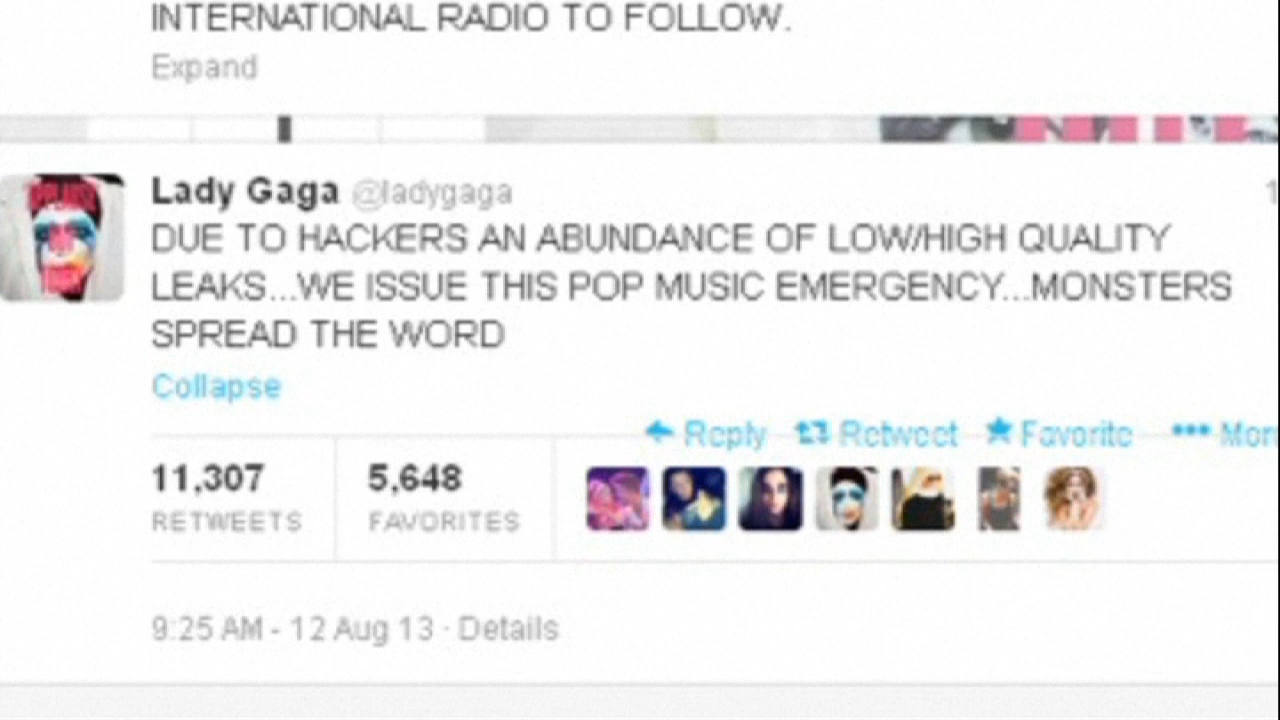 INTERNATIONAL RADIO TO FOLLOW.
Expand
Lady Gaga @ladygaga
DUE TO HACKERS AN ABUNDANCE OF LOW/HIGH QUALITY
LEAKS...WE ISSUE THIS POP MUSIC EMERGENCY...MONSTERS
SPREAD THE WORD
Collapse
Reply Retweet Favorite
11,307 5,648
RETWEETS FAVORITES
9:25 AM - 12 Aug 13 · Details